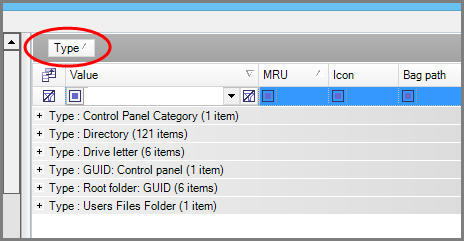 Type
Value MRU Icon Bag path
+ Type : Control Panel Category (1 item)
+ Type : Directory (121 items)
+ Type : Drive letter (6 items)
+ Type : GUID: Control panel (1 item)
+ Type : Root folder: GUID (6 items)
+ Type : Users Files Folder (1 item)